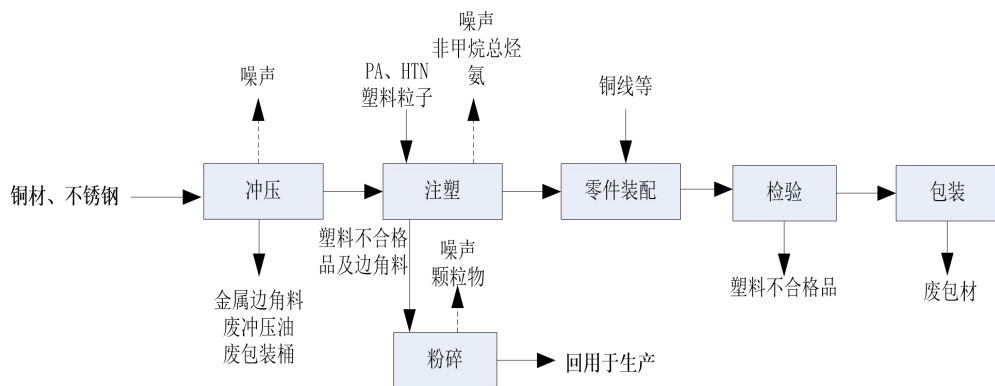 噪声
非甲烷总烃
氨
噪声
PA、HTN
塑料粒子
铜线等
铜材、不锈钢
冲压
注塑
零件装配
检验
包装
塑料不合格
品及边角料
噪声
颗粒物
金属边角料
废冲压油
废包装桶
塑料不合格品
废包材
粉碎
回用于生产